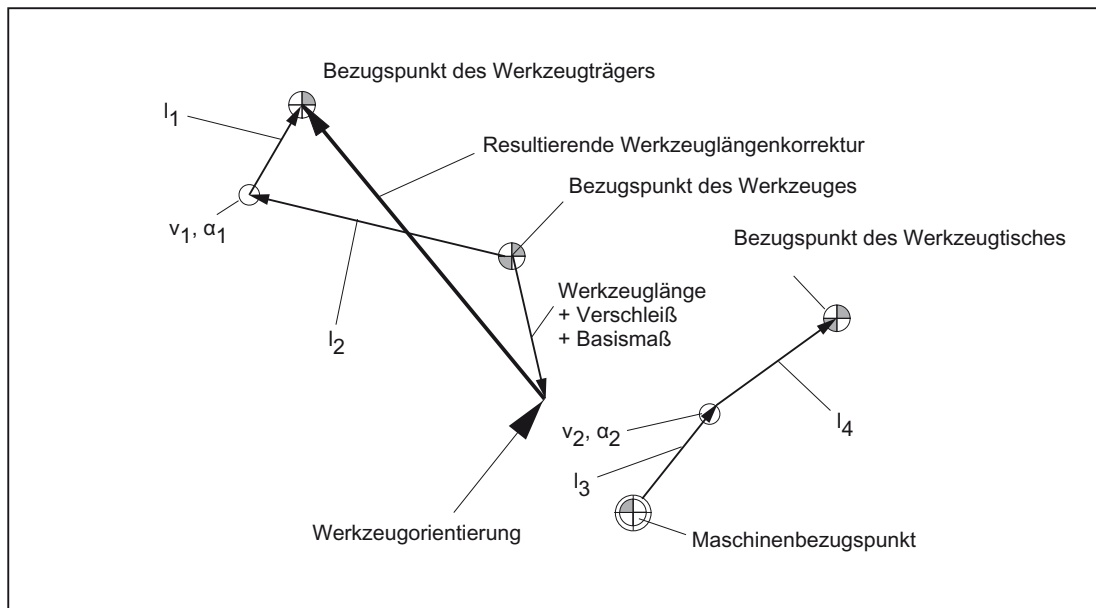 Bezugspunkt des Werkzeugträgers
l1
Resultierende Werkzeuglängenkorrektur
Bezugspunkt des Werkzeuges
v1, α1
Bezugspunkt des Werkzeugtisches
Werkzeuglänge
+ Verschleiß
+ Basismaß
l2
v2, α2
l4
l3
Werkzeugorientierung
Maschinenbezugspunkt